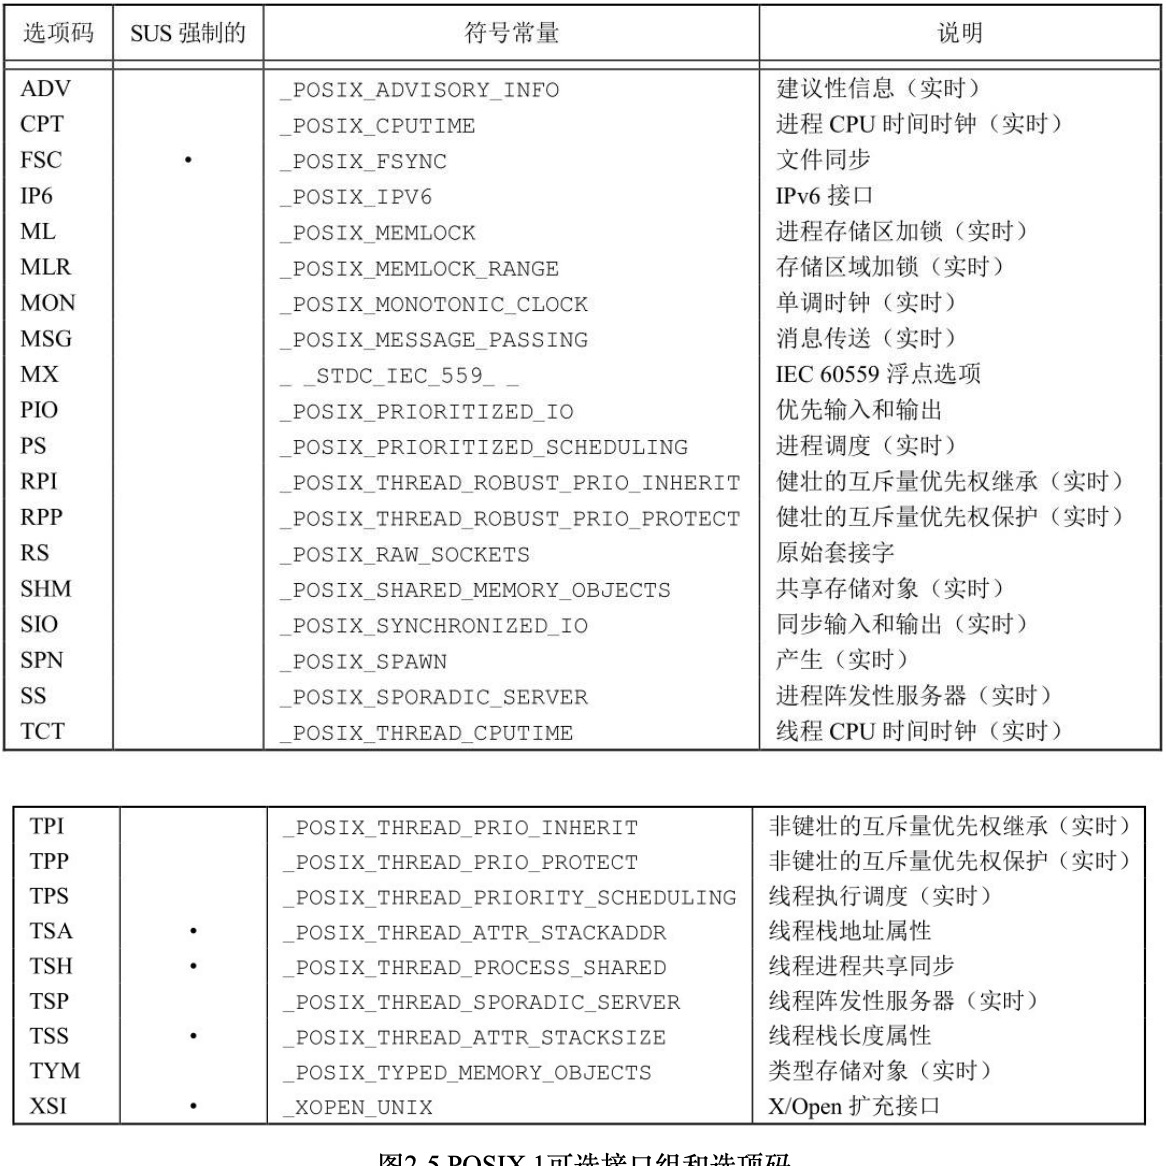 选项码 SUS 强制的 符号常量 说明
ADV _POSIX_ADVISORY_INFO 建议性信息（实时）
CPT _POSIX_CPUTIME 进程 CPU 时间时钟（实时）
FSC • _POSIX_FSYNC 文件同步
IP6 _POSIX_IPV6 IPv6 接口
ML _POSIX_MEMLOCK 进程存储区加锁（实时）
MLR _POSIX_MEMLOCK_RANGE 存储区域加锁（实时）
MON _POSIX_MONOTONIC_CLOCK 单调时钟（实时）
MSG _POSIX_MESSAGE_PASSING 消息传送（实时）
MX _ _STDC_IEC_559_ _ IEC 60559 浮点选项
PIO _POSIX_PRIORITIZED_IO 优先输入和输出
PS _POSIX_PRIORITIZED_SCHEDULING 进程调度（实时）
RPI _POSIX_THREAD_ROBUST_PRIO_INHERIT 健壮的互斥量优先权继承（实时）
RPP _POSIX_THREAD_ROBUST_PRIO_PROTECT 健壮的互斥量优先权保护（实时）
RS _POSIX_RAW_SOCKETS 原始套接字
SHM _POSIX_SHARED_MEMORY_OBJECTS 共享存储对象（实时）
SIO _POSIX_SYNCHRONIZED_IO 同步输入和输出（实时）
SPN _POSIX_SPAWN 产生（实时）
SS _POSIX_SPORADIC_SERVER 进程阵发性服务器（实时）
TCT _POSIX_THREAD_CPUTIME 线程 CPU 时间时钟（实时）
TPI _POSIX_THREAD_PRIO_INHERIT 非键壮的互斥量优先权继承（实时）
TPP _POSIX_THREAD_PRIO_PROTECT 非键壮的互斥量优先权保护（实时）
TPS _POSIX_THREAD_PRIORITY_SCHEDULING 线程执行调度（实时）
TSA • _POSIX_THREAD_ATTR_STACKADDR 线程栈地址属性
TSH • _POSIX_THREAD_PROCESS_SHARED 线程进程共享同步
TSP _POSIX_THREAD_SPORADIC_SERVER 线程阵发性服务器（实时）
TSS • _POSIX_THREAD_ATTR_STACKSIZE 线程栈长度属性
TYM _POSIX_TYPED_MEMORY_OBJECTS 类型存储对象（实时）
XSI • _XOPEN_UNIX X/Open 扩充接口
图2-5 POSIX.1可选接口组和选项码